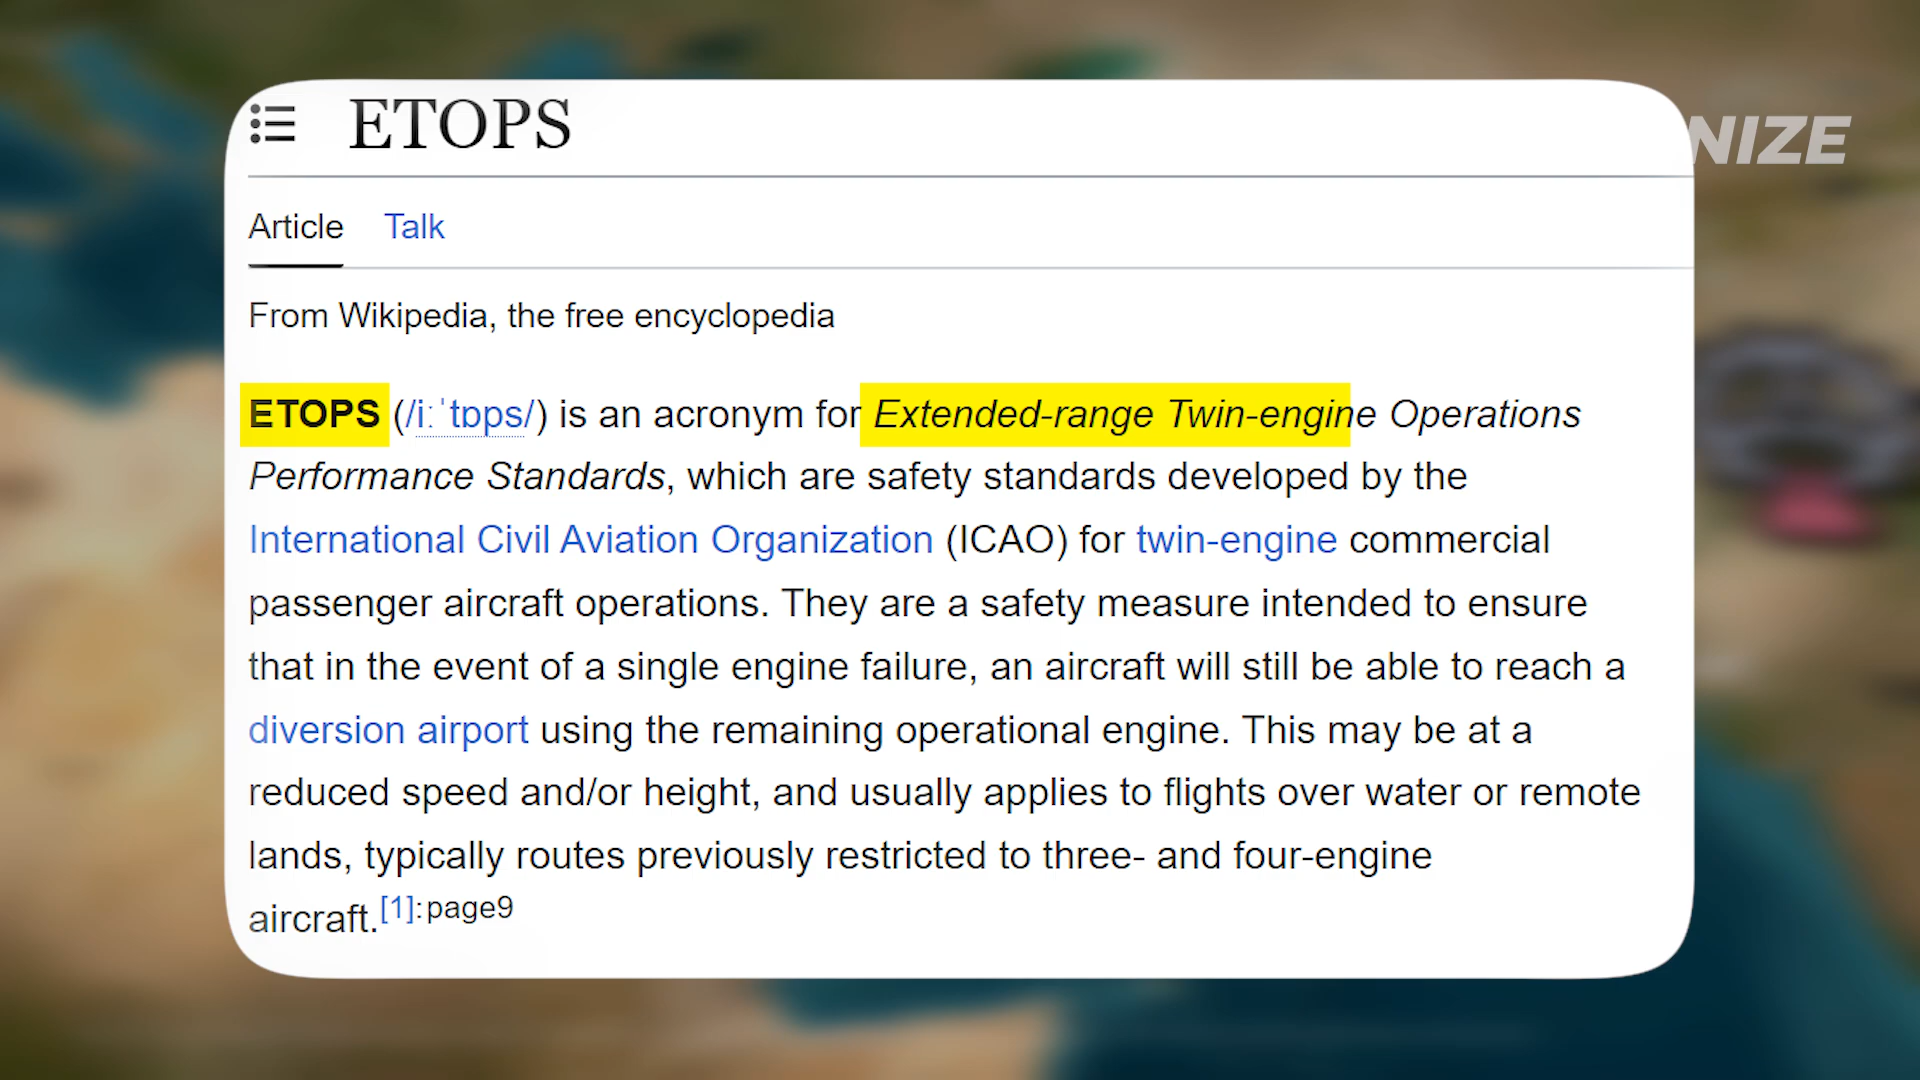 ETOPS
NIZE
Article Talk
From Wikipedia, the free encyclopedia
ETOPS (/iːˈtɒps/) is an acronym for Extended-range Twin-engine Operations
Performance Standards, which are safety standards developed by the
International Civil Aviation Organization (ICAO) for twin-engine commercial
passenger aircraft operations. They are a safety measure intended to ensure
that in the event of a single engine failure, an aircraft will still be able to reach a
diversion airport using the remaining operational engine. This may be at a
reduced speed and/or height, and usually applies to flights over water or remote
lands, typically routes previously restricted to three- and four-engine
aircraft.[1]:page9